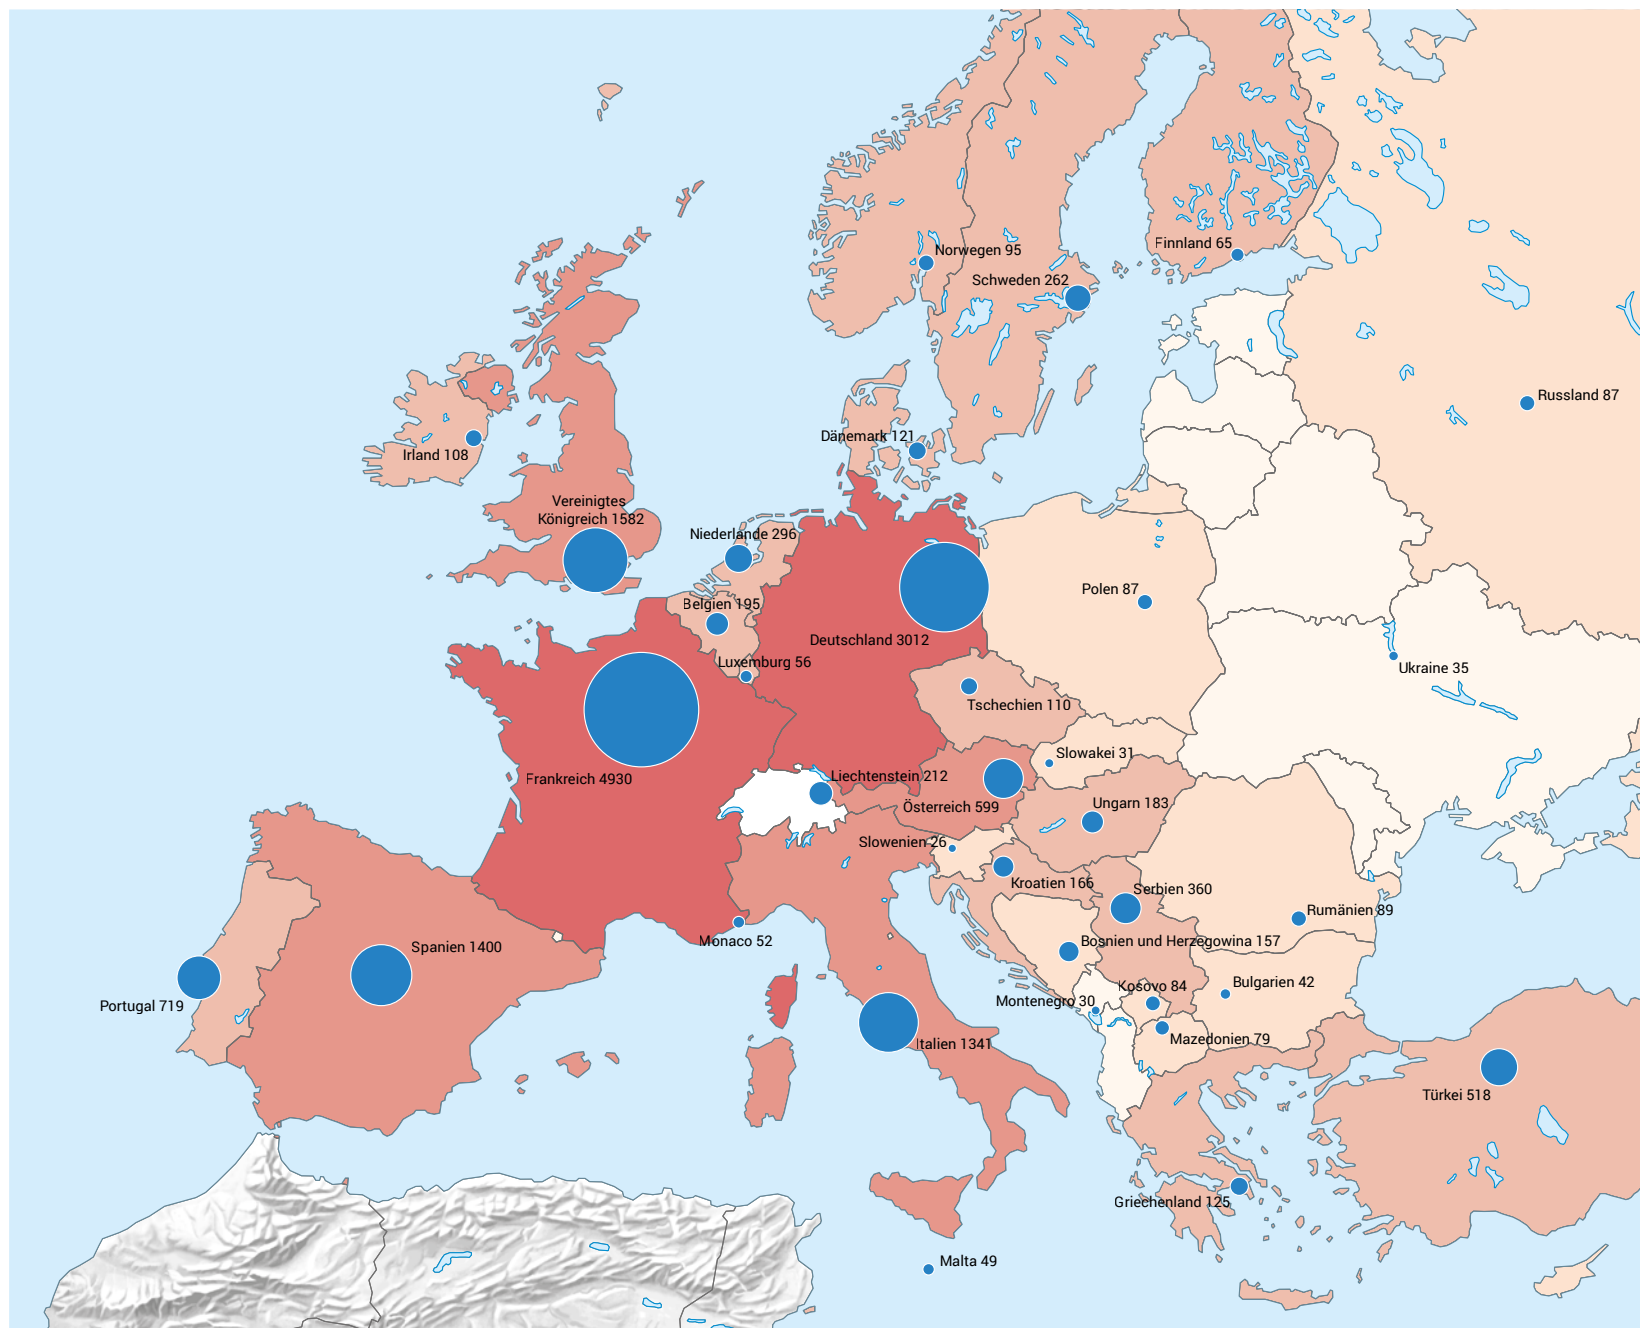 Finnland 65
Norwegen 95
Schweden 262
Russland 87
Dänemark 121
Irland 108
Vereinigtes
Königreich 1582
Niederlande 296
Polen 87
Belgien 195
Deutschland 3012
Luxemburg 56
Ukraine 35
Tschechien 110
Slowakei 31
Liechtenstein 212
Frankreich 4930
Österreich 599
Ungarn 183
Slowenien 26
Kroatien 166
Serbien 360
Rumänien 89
Monaco 52
Bosnien und Herzegowina 157
Spanien 1400
Bulgarien 42
Kosovo 84
Montenegro 30
Portugal 719
Mazedonien 79
Italien 1341
Türkei 518
Griechenland 125
Malta 49